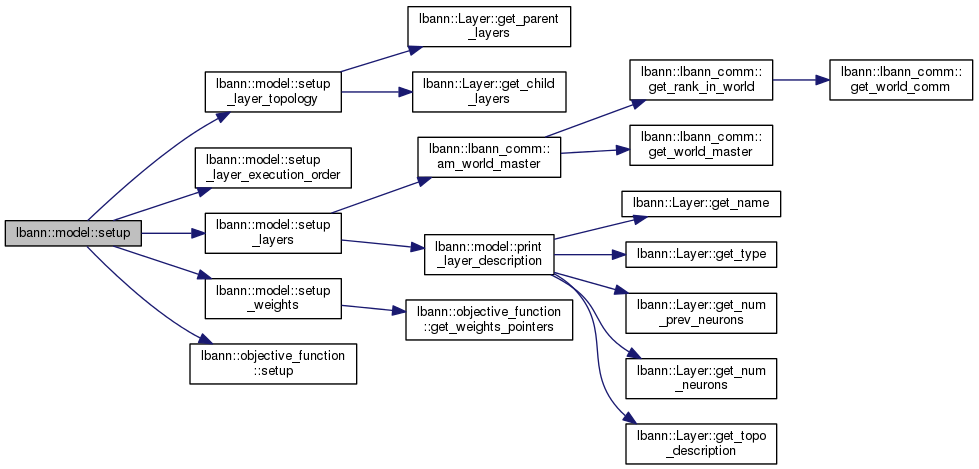 lbann::model::setup
lbann::model::setup
_layer_topology
lbann::Layer::get_parent
_layers
lbann::Layer::get_child
_layers
lbann::model::setup
_layer_execution_order
lbann::model::setup
_layers
lbann::lbann_comm::
am_world_master
lbann::lbann_comm::
get_rank_in_world
lbann::lbann_comm::
get_world_comm
lbann::lbann_comm::
get_world_master
lbann::model::print
_layer_description
lbann::Layer::get_name
lbann::Layer::get_type
lbann::Layer::get_num
_prev_neurons
lbann::Layer::get_num
_neurons
lbann::Layer::get_topo
_description
lbann::model::setup
_weights
lbann::objective_function
::get_weights_pointers
lbann::objective_function
::setup